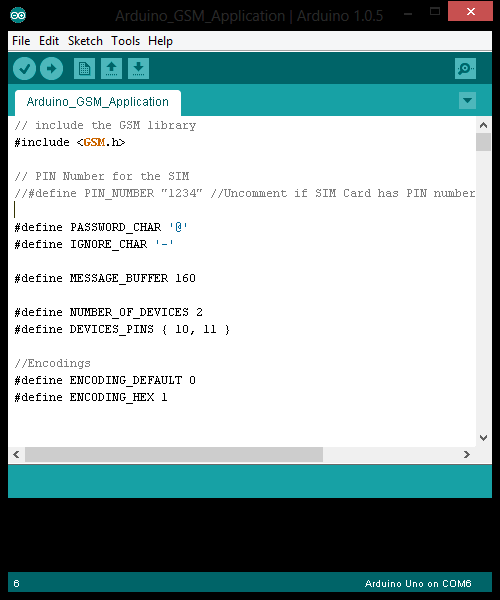 Arduino_GSM_Application | Arduino 1.0.5
File Edit Sketch Tools Help
Arduino_GSM_Application
// include the GSM library
#include <GSM.h>
// PIN Number for the SIM
//#define PIN_NUMBER "1234" //Uncomment if SIM Card has PIN number
#define PASSWORD_CHAR '@'
#define IGNORE_CHAR '-'
#define MESSAGE_BUFFER 160
#define NUMBER_OF_DEVICES 2
#define DEVICES_PINS { 10, 11 }
//Encodings
#define ENCODING_DEFAULT 0
#define ENCODING_HEX 1
6
Arduino Uno on COM6